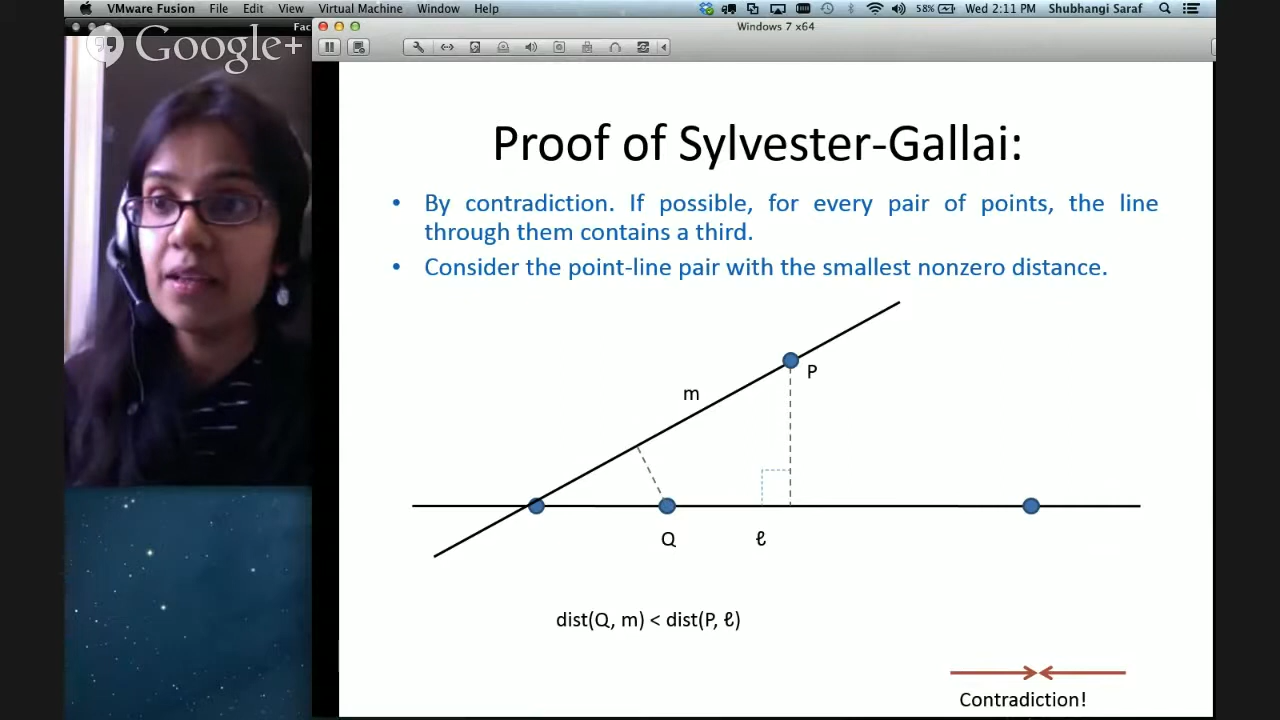 VMware Fusion File Edit View Virtual Machine Window Help 58% Wed 2:11 PM Shubhangi Saraf
Fac
Windows 7 x64
Google+
Proof of Sylvester-Gallai:
• By contradiction. If possible, for every pair of points, the line
through them contains a third.
• Consider the point-line pair with the smallest nonzero distance.
P
m
Q
ℓ
dist(Q, m) < dist(P, ℓ)
Contradiction!